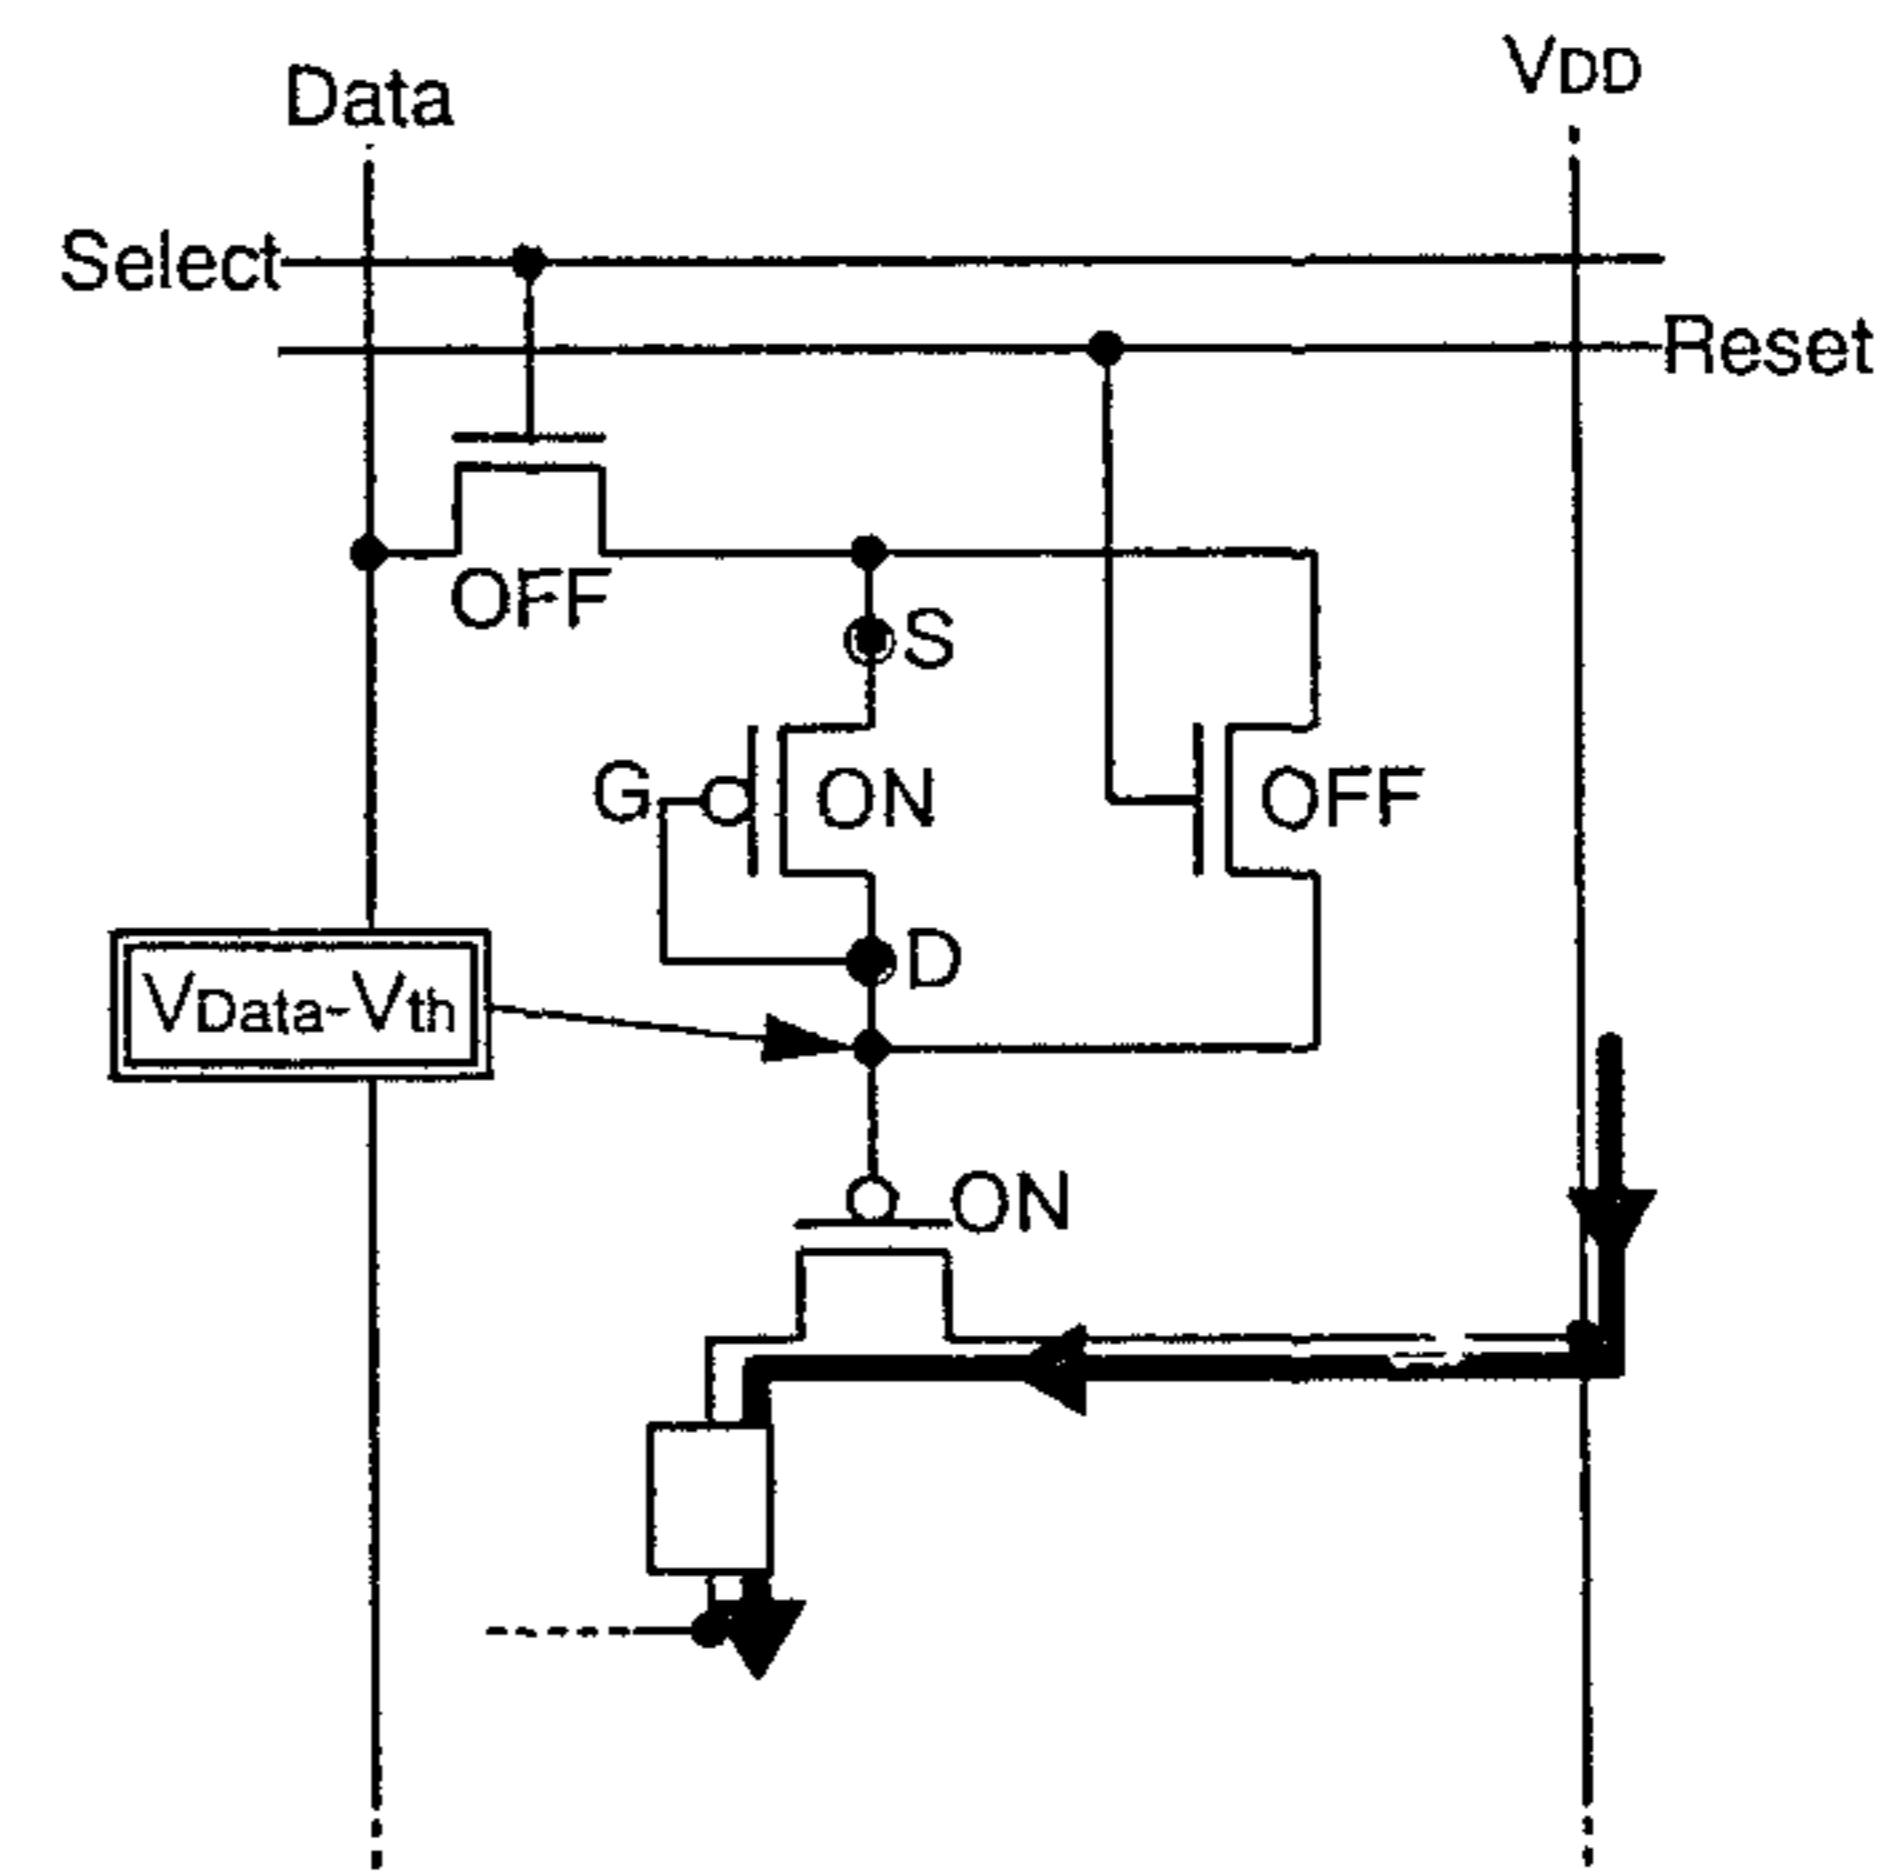 Data
VDD
Select
Reset
OFF
S
G
ON
OFF
D
VData-Vth
ON